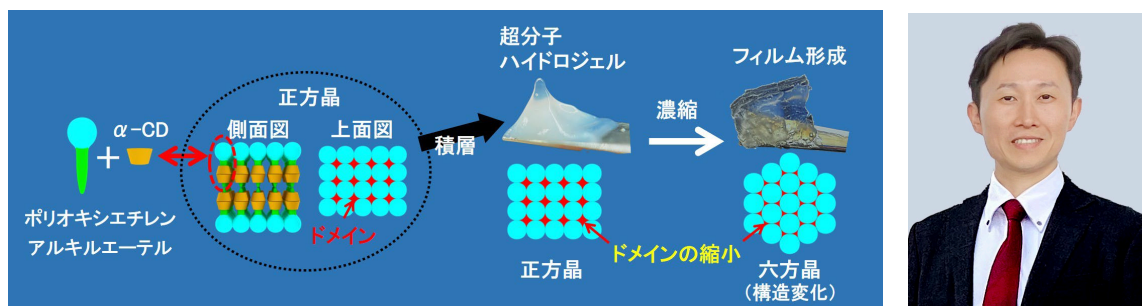 ポリオキシエチレン
アルキルエーテル
+
α-CD
正方晶
側面図
上面図
ドメイン
積層
超分子
ハイドロジェル
正方晶
濃縮
ドメインの縮小
フィルム形成
六方晶
(構造変化)